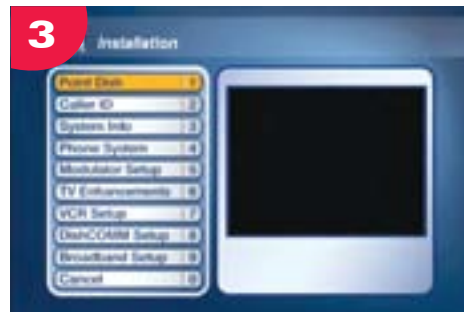 3
Installation
Point Dish 1
Caller ID 2
System Info 3
Phone System 4
Modulator Setup 5
TV Enhancements 6
VCR Setup 7
DishCOMM Setup 8
Broadband Setup 9
Cancel 0